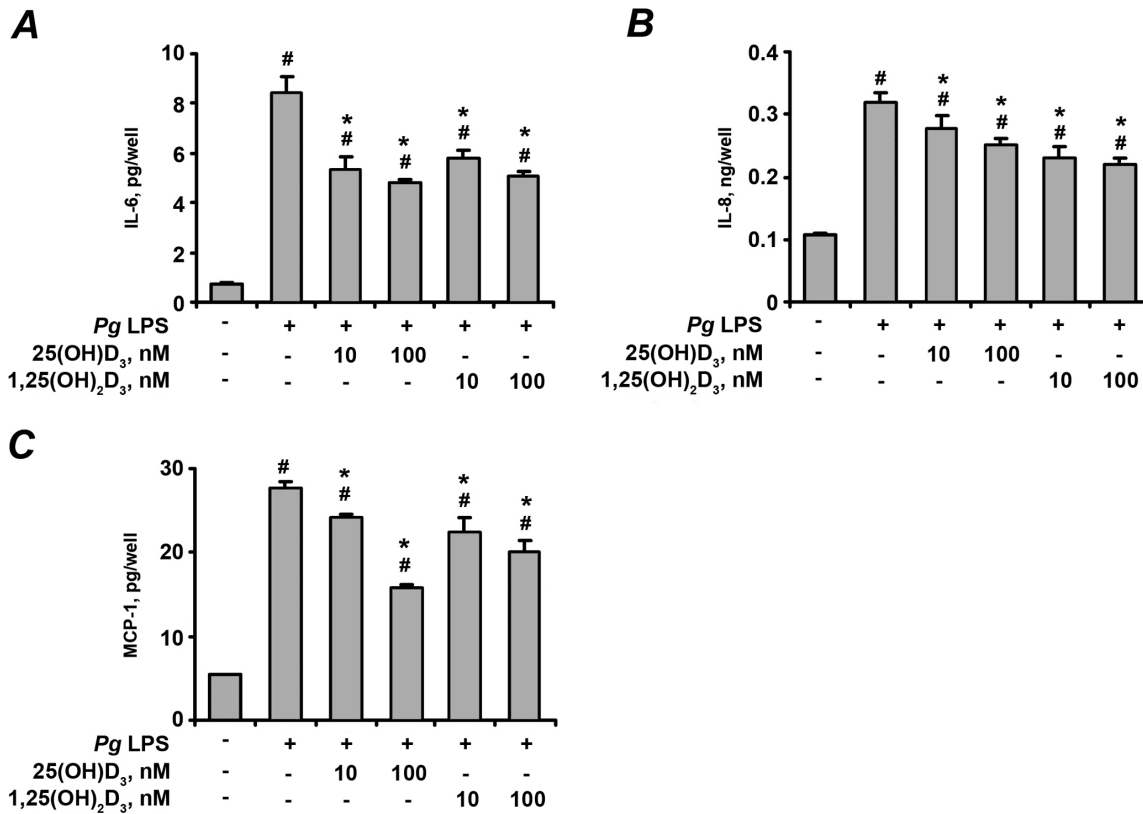 A
10
8
6
4
2
0
IL-6, pg/well
#
*
#
*
#
*
#
*
#
Pg LPS - + + + + +
25(OH)D₃, nM - - 10 100 - -
1,25(OH)₂D₃, nM - - - - 10 100
B
0.4
0.3
0.2
0.1
0
IL-8, ng/well
#
*
#
*
#
*
#
*
#
Pg LPS - + + + + +
25(OH)D₃, nM - - 10 100 - -
1,25(OH)₂D₃, nM - - - - 10 100
C
30
20
10
0
MCP-1, pg/well
#
*
#
*
#
*
#
*
#
Pg LPS - + + + + +
25(OH)D₃, nM - - 10 100 - -
1,25(OH)₂D₃, nM - - - - 10 100